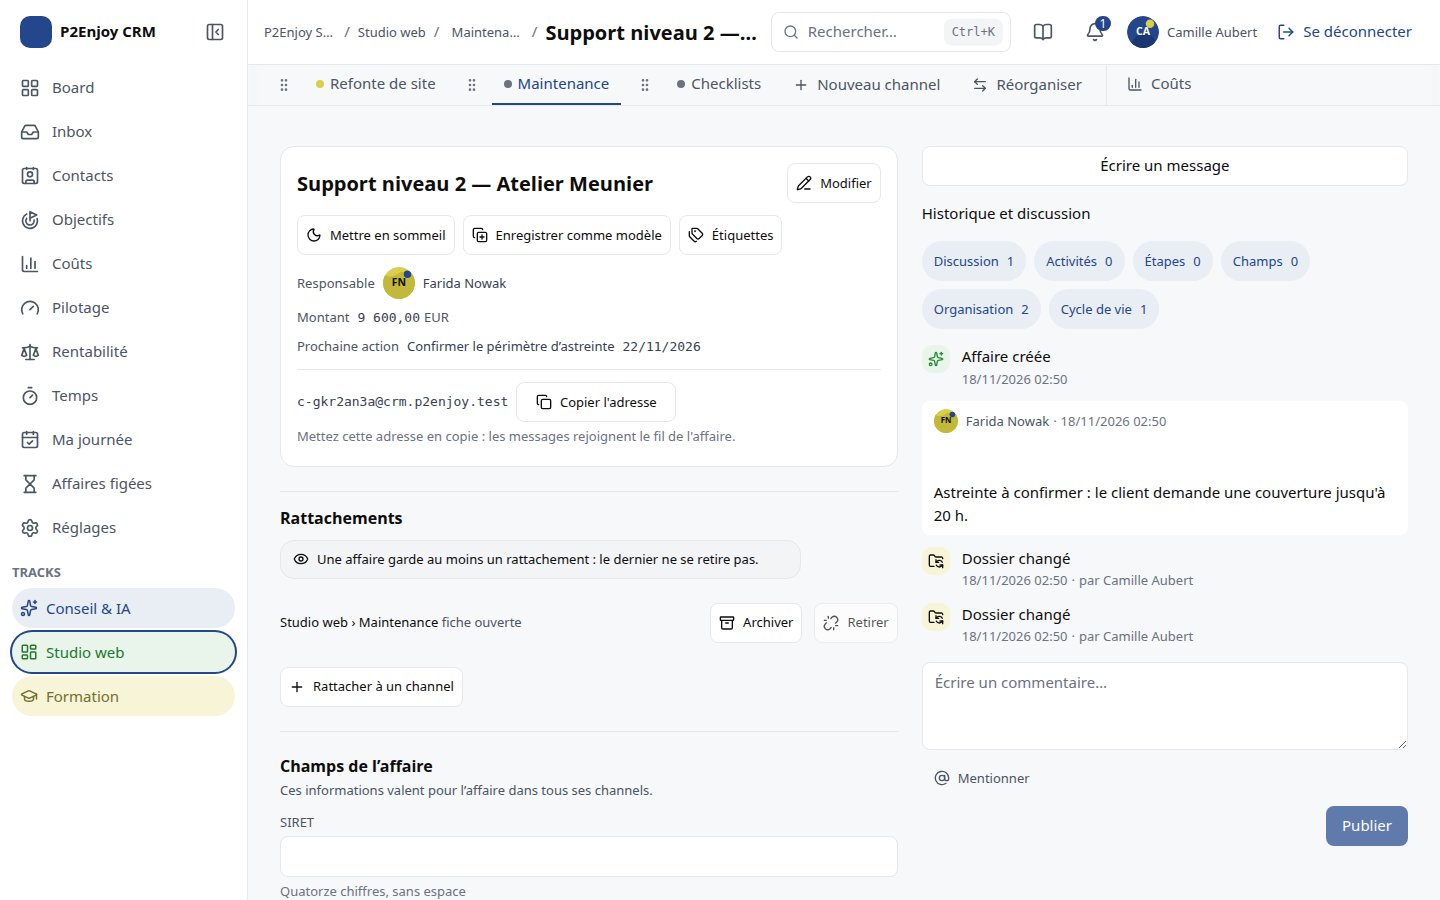 P2Enjoy CRM
Board
Inbox
Contacts
Objectifs
Coûts
Pilotage
Rentabilité
Temps
Ma journée
Affaires figées
Réglages
TRACKS
Conseil & IA
Studio web
Formation
P2Enjoy S... / Studio web / Maintena... / Support niveau 2 —...
Rechercher... Ctrl+K
1
CA Camille Aubert
Se déconnecter
Refonte de site
Maintenance
Checklists
Nouveau channel
Réorganiser
Coûts
Support niveau 2 — Atelier Meunier
Modifier
Mettre en sommeil
Enregistrer comme modèle
Étiquettes
Responsable FN Farida Nowak
Montant 9 600,00 EUR
Prochaine action Confirmer le périmètre d’astreinte 22/11/2026
c-gkr2an3a@crm.p2enjoy.test Copier l'adresse
Mettez cette adresse en copie : les messages rejoignent le fil de l'affaire.
Rattachements
Une affaire garde au moins un rattachement : le dernier ne se retire pas.
Studio web › Maintenance fiche ouverte
Archiver
Retirer
Rattacher à un channel
Champs de l’affaire
Ces informations valent pour l’affaire dans tous ses channels.
SIRET
Quatorze chiffres, sans espace
Écrire un message
Historique et discussion
Discussion 1
Activités 0
Étapes 0
Champs 0
Organisation 2
Cycle de vie 1
Affaire créée
18/11/2026 02:50
FN Farida Nowak · 18/11/2026 02:50
Astreinte à confirmer : le client demande une couverture jusqu'à
20 h.
Dossier changé
18/11/2026 02:50 · par Camille Aubert
Dossier changé
18/11/2026 02:50 · par Camille Aubert
Écrire un commentaire...
Mentionner
Publier